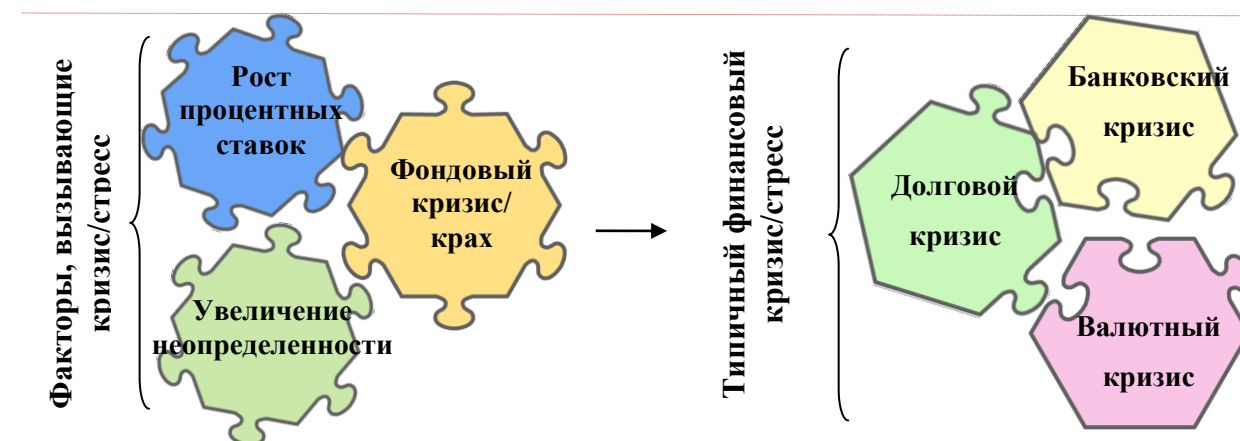 Факторы, вызывающие
кризис/стресс
Рост
процентных
ставок
Фондовый
кризис/
крах
Увеличение
неопределенности
Типичный финансовый
кризис/стресс
Банковский
кризис
Долговой
кризис
Валютный
кризис